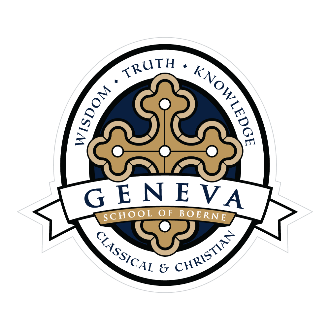 WISDOM • TRUTH • KNOWLEDGE
GENEVA
SCHOOL OF BOERNE
CLASSICAL & CHRISTIAN